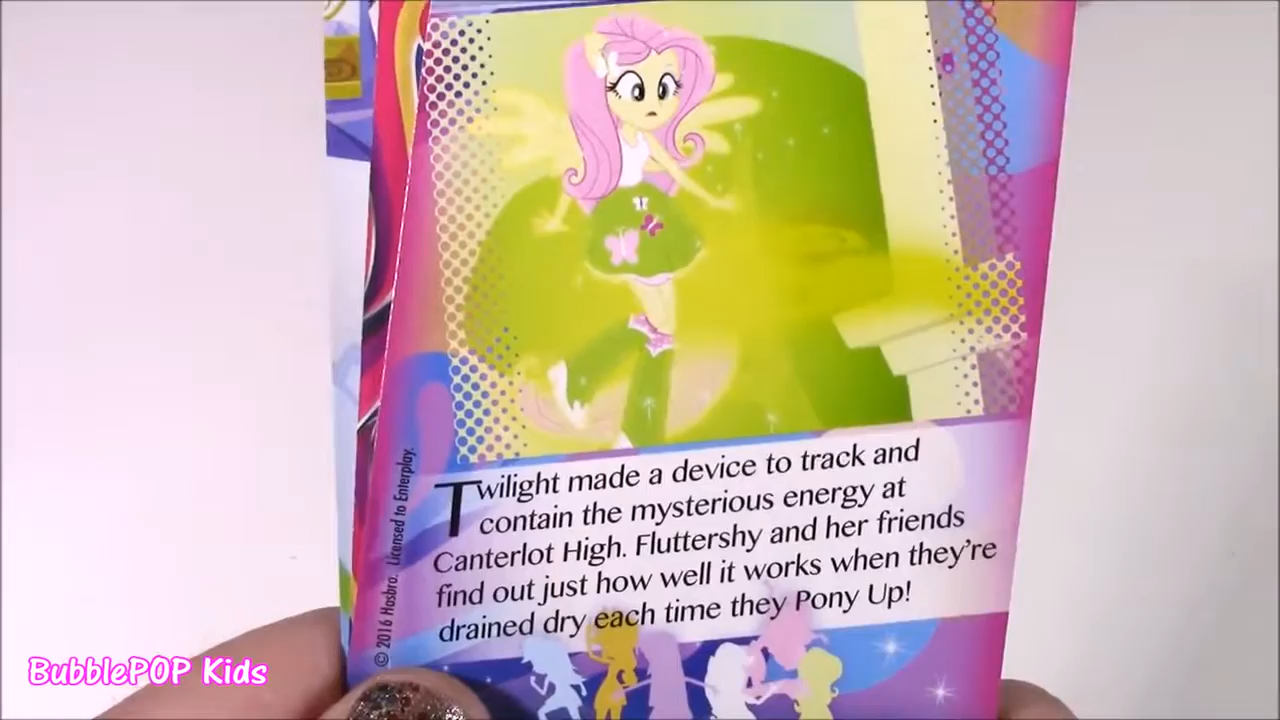 Twilight made a device to track and
contain the mysterious energy at
Canterlot High. Fluttershy and her friends
find out just how well it works when they're
drained dry each time they Pony Up!
© 2016 Hasbro. Licensed to Enterplay.
BubblePOP Kids